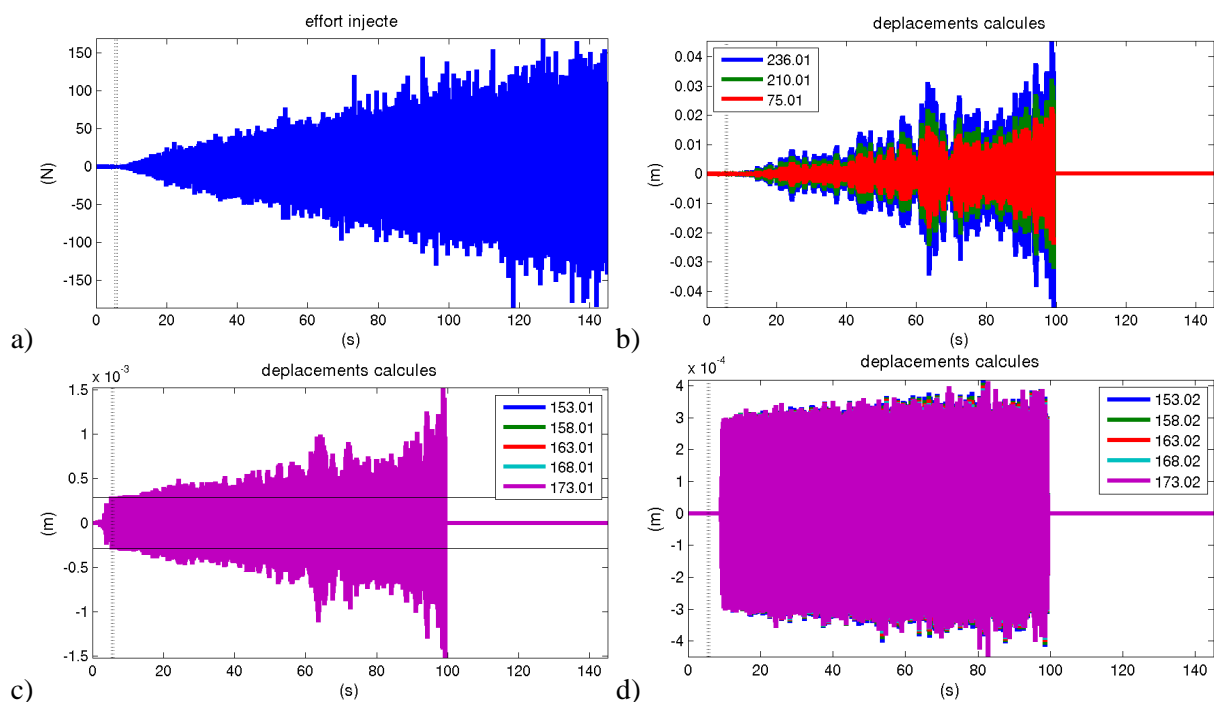 effort injecte
150
100
50
0
-50
-100
-150
(N)
0 20 40 60 80 100 120 140
(s)
a)
deplacements calcules
236.01
210.01
75.01
0.04
0.03
0.02
0.01
0
-0.01
-0.02
-0.03
-0.04
(m)
0 20 40 60 80 100 120 140
(s)
b)
deplacements calcules
x 10⁻³
153.01
158.01
163.01
168.01
173.01
1.5
1
0.5
0
-0.5
-1
-1.5
(m)
0 20 40 60 80 100 120 140
(s)
c)
deplacements calcules
x 10⁻⁴
153.02
158.02
163.02
168.02
173.02
4
3
2
1
0
-1
-2
-3
-4
(m)
0 20 40 60 80 100 120 140
(s)
d)